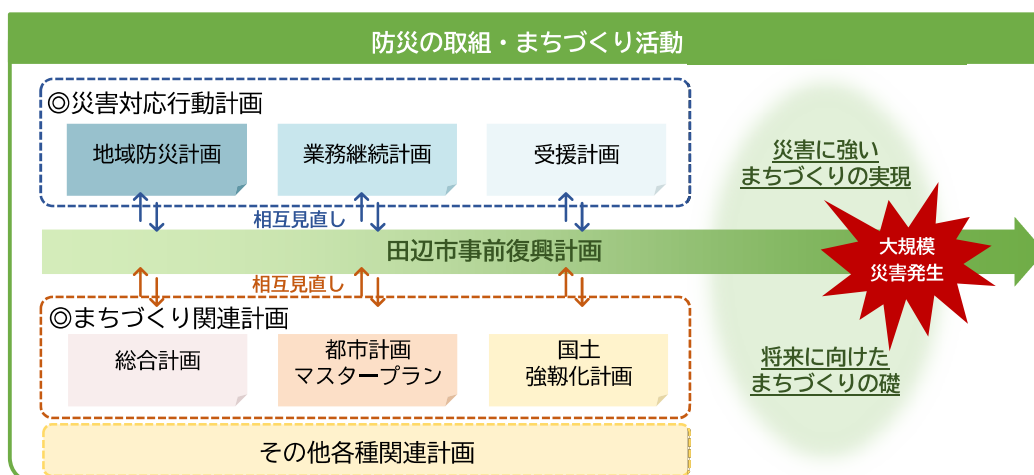 防災の取組・まちづくり活動
◎災害対応行動計画
地域防災計画
業務継続計画
受援計画
相互見直し
田辺市事前復興計画
相互見直し
◎まちづくり関連計画
総合計画
都市計画
マスタープラン
国土
強靱化計画
その他各種関連計画
災害に強い
まちづくりの実現
大規模
災害発生
将来に向けた
まちづくりの礎